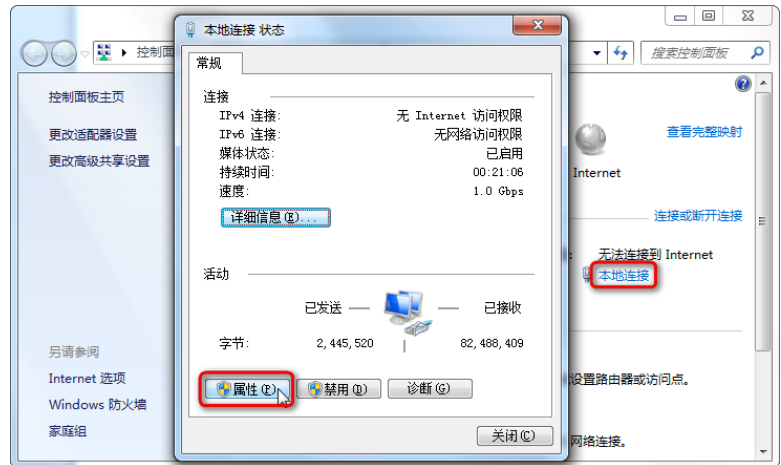 本地连接 状态
控制面
搜索控制面板
常规
控制面板主页
更改适配器设置
更改高级共享设置
连接
IPv4 连接: 无 Internet 访问权限
IPv6 连接: 无网络访问权限
媒体状态: 已启用
持续时间: 00:21:06
速度: 1.0 Gbps
详细信息(E)...
活动
已发送 — — 已接收
字节: 2,445,520 | 82,488,409
属性(P) 禁用(D) 诊断(G)
关闭(C)
查看完整映射
Internet
连接或断开连接
: 无法连接到 Internet
本地连接
设置路由器或访问点。
网络连接。
另请参阅
Internet 选项
Windows 防火墙
家庭组